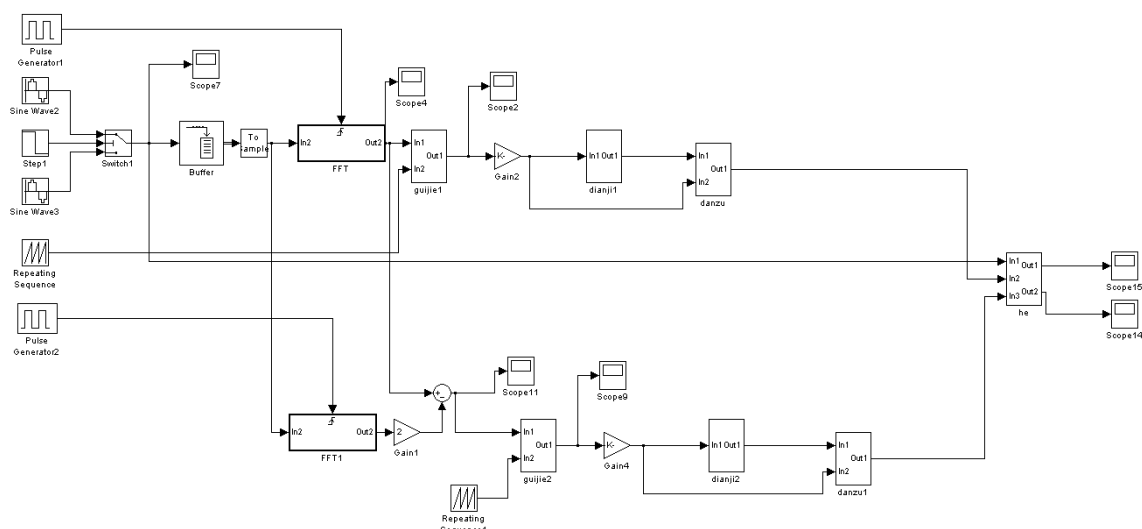 Pulse
Generator1
Scope7
Sine Wave2
Step1
Switch1
Sine Wave3
Buffer
To
Sample
In2
Out2
FFT
Scope4
In1
In2
Out1
guijie1
Scope2
K-
Gain2
In1 Out1
dianji1
In1
In2
Out1
danzu
Repeating
Sequence
In1
In2
In3
Out1
Out2
he
Scope15
Scope14
Pulse
Generator2
In2
Out2
FFT1
2
Gain1
+
-
Scope11
In1
In2
Out1
guijie2
Scope9
K-
Gain4
In1 Out1
dianji2
In1
In2
Out1
danzu1
Repeating